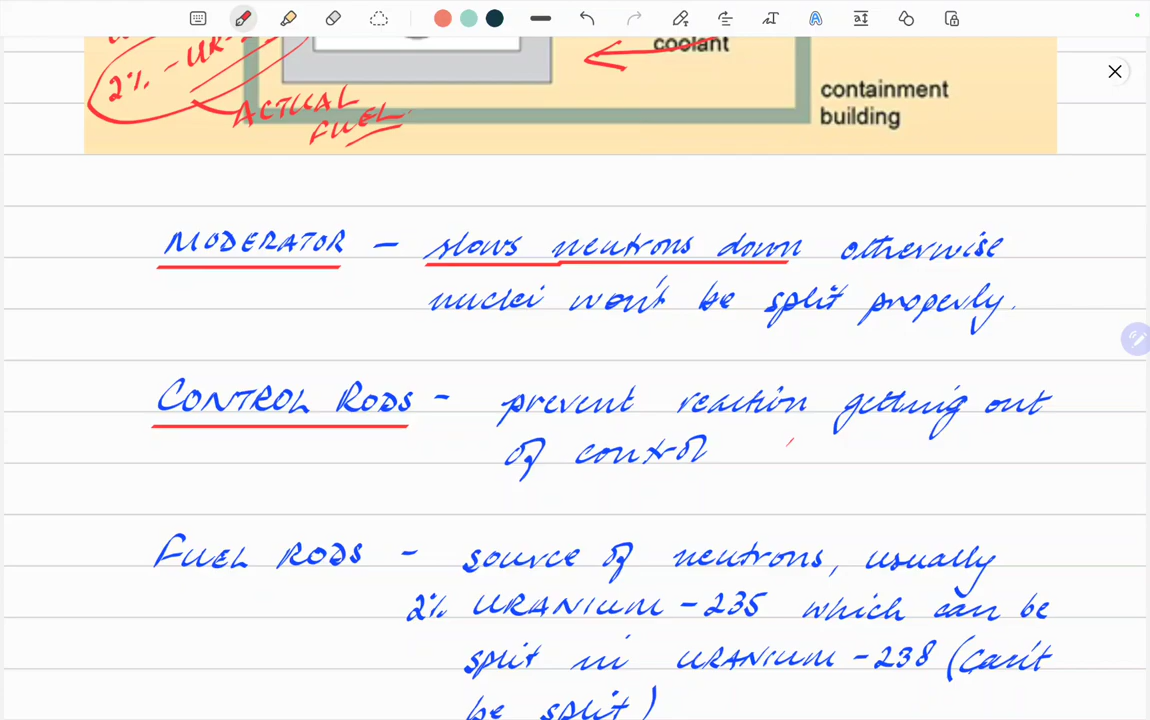 2% - UR-
ACTUAL
FUEL
coolant
containment
building
MODERATOR - slows neutrons down otherwise
nuclei won't be split properly.
CONTROL RODS - prevent reaction getting out
of control
FUEL RODS - source of neutrons, usually
2% URANIUM-235 which can be
split in URANIUM-238 (can't
be split)